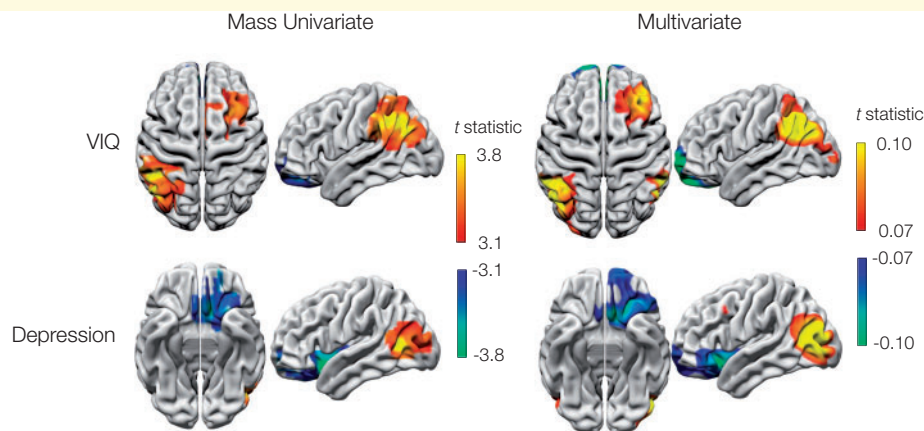 Mass Univariate
Multivariate
VIQ
t statistic
3.8
3.1
-3.1
-3.8
t statistic
0.10
0.07
-0.07
-0.10
Depression